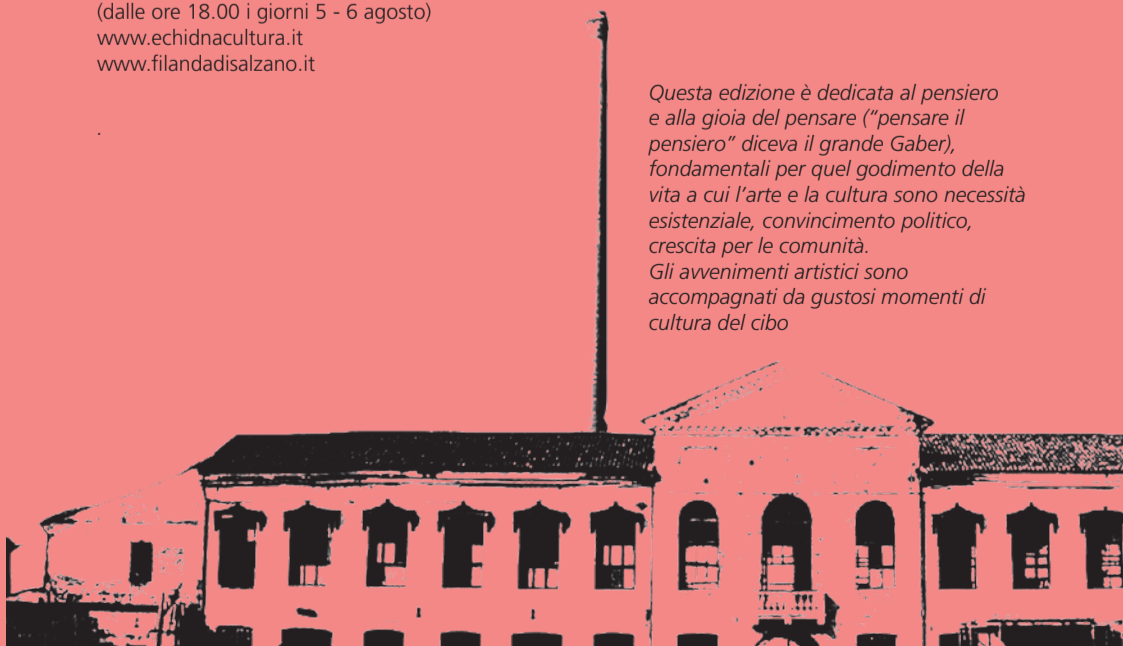 (dalle ore 18.00 i giorni 5 - 6 agosto)
www.echidnacultura.it
www.filandadisalzano.it
.
Questa edizione è dedicata al pensiero
e alla gioia del pensare (“pensare il
pensiero” diceva il grande Gaber),
fondamentali per quel godimento della
vita a cui l’arte e la cultura sono necessità
esistenziale, convincimento politico,
crescita per le comunità.
Gli avvenimenti artistici sono
accompagnati da gustosi momenti di
cultura del cibo